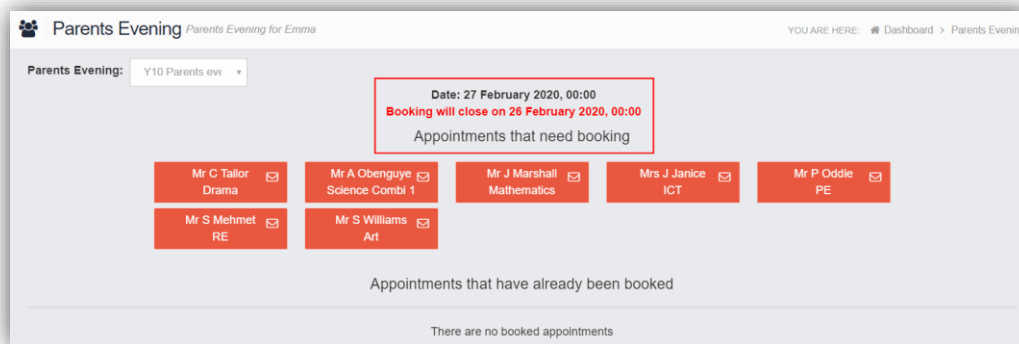 Parents Evening Parents Evening for Emma
YOU ARE HERE: Dashboard > Parents Evenin
Parents Evening: Y10 Parents eve
Date: 27 February 2020, 00:00
Booking will close on 26 February 2020, 00:00
Appointments that need booking
Mr C Tailor
Drama
Mr A Obenguye
Science Combi 1
Mr J Marshall
Mathematics
Mrs J Janice
ICT
Mr P Oddie
PE
Mr S Mehmet
RE
Mr S Williams
Art
Appointments that have already been booked
There are no booked appointments